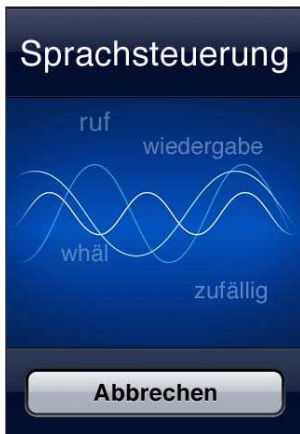 Sprachsteuerung
ruf
wiedergabe
whäl
zufällig
Abbrechen